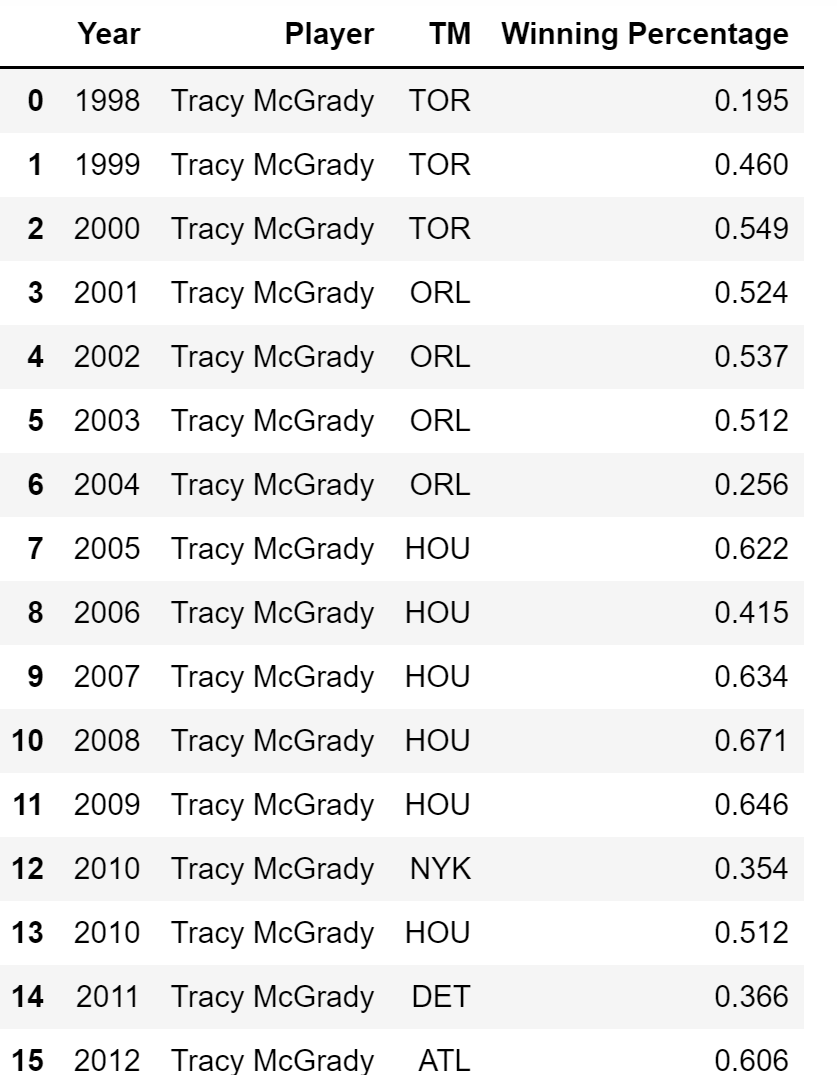 Year Player TM Winning Percentage
0 1998 Tracy McGrady TOR 0.195
1 1999 Tracy McGrady TOR 0.460
2 2000 Tracy McGrady TOR 0.549
3 2001 Tracy McGrady ORL 0.524
4 2002 Tracy McGrady ORL 0.537
5 2003 Tracy McGrady ORL 0.512
6 2004 Tracy McGrady ORL 0.256
7 2005 Tracy McGrady HOU 0.622
8 2006 Tracy McGrady HOU 0.415
9 2007 Tracy McGrady HOU 0.634
10 2008 Tracy McGrady HOU 0.671
11 2009 Tracy McGrady HOU 0.646
12 2010 Tracy McGrady NYK 0.354
13 2010 Tracy McGrady HOU 0.512
14 2011 Tracy McGrady DET 0.366
15 2012 Tracy McGrady ATL 0.606